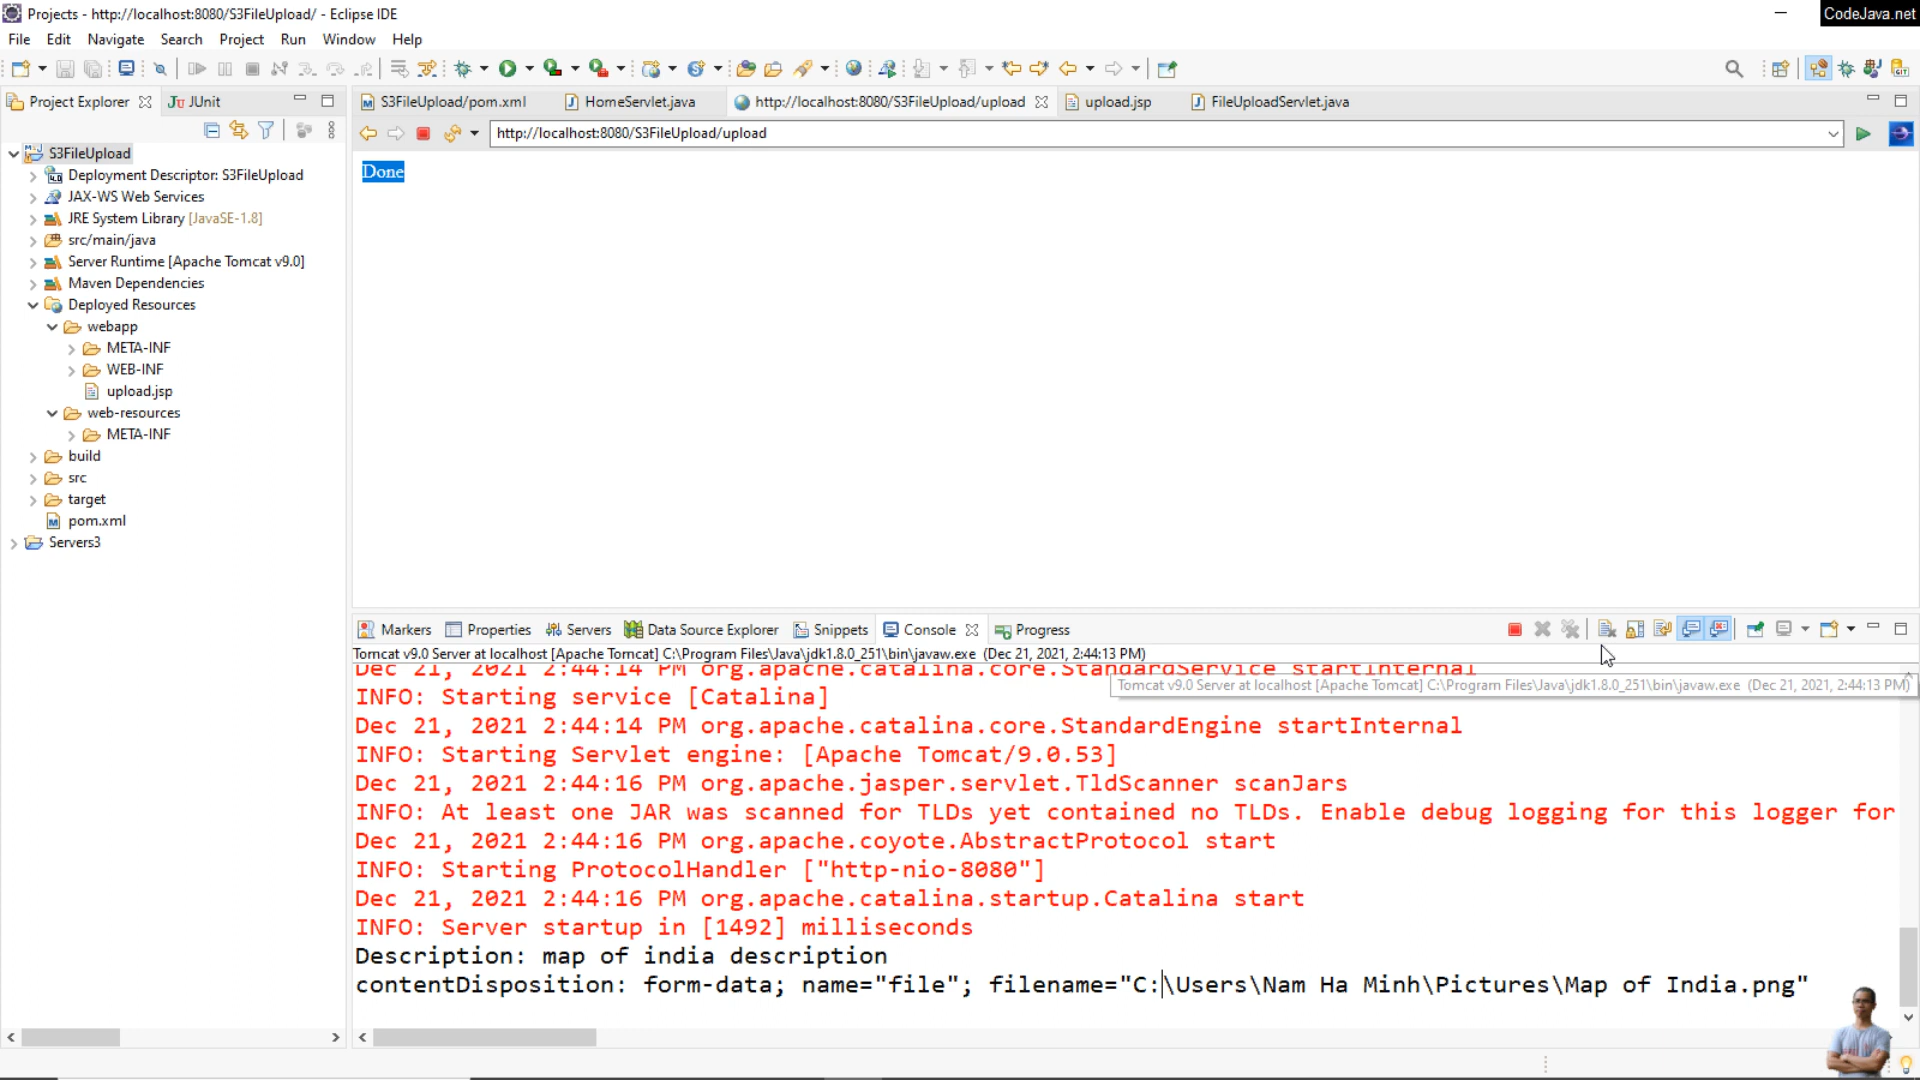 Projects - http://localhost:8080/S3FileUpload/ - Eclipse IDE
CodeJava.net
File Edit Navigate Search Project Run Window Help
Project Explorer
JUnit
S3FileUpload/pom.xml
HomeServlet.java
http://localhost:8080/S3FileUpload/upload
upload.jsp
FileUploadServlet.java
http://localhost:8080/S3FileUpload/upload
S3FileUpload
Deployment Descriptor: S3FileUpload
JAX-WS Web Services
JRE System Library [JavaSE-1.8]
src/main/java
Server Runtime [Apache Tomcat v9.0]
Maven Dependencies
Deployed Resources
webapp
META-INF
WEB-INF
upload.jsp
web-resources
META-INF
build
src
target
pom.xml
Servers3
Done
Markers Properties Servers Data Source Explorer Snippets Console Progress
Tomcat v9.0 Server at localhost [Apache Tomcat] C:\Program Files\Java\jdk1.8.0_251\bin\javaw.exe (Dec 21, 2021, 2:44:13 PM)
Dec 21, 2021 2:44:14 PM org.apache.catalina.core.StandardService startInternal
Tomcat v9.0 Server at localhost [Apache Tomcat] C:\Program Files\Java\jdk1.8.0_251\bin\javaw.exe (Dec 21, 2021, 2:44:13 PM)
INFO: Starting service [Catalina]
Dec 21, 2021 2:44:14 PM org.apache.catalina.core.StandardEngine startInternal
INFO: Starting Servlet engine: [Apache Tomcat/9.0.53]
Dec 21, 2021 2:44:16 PM org.apache.jasper.servlet.TldScanner scanJars
INFO: At least one JAR was scanned for TLDs yet contained no TLDs. Enable debug logging for this logger for
Dec 21, 2021 2:44:16 PM org.apache.coyote.AbstractProtocol start
INFO: Starting ProtocolHandler ["http-nio-8080"]
Dec 21, 2021 2:44:16 PM org.apache.catalina.startup.Catalina start
INFO: Server startup in [1492] milliseconds
Description: map of india description
contentDisposition: form-data; name="file"; filename="C:\Users\Nam Ha Minh\Pictures\Map of India.png"